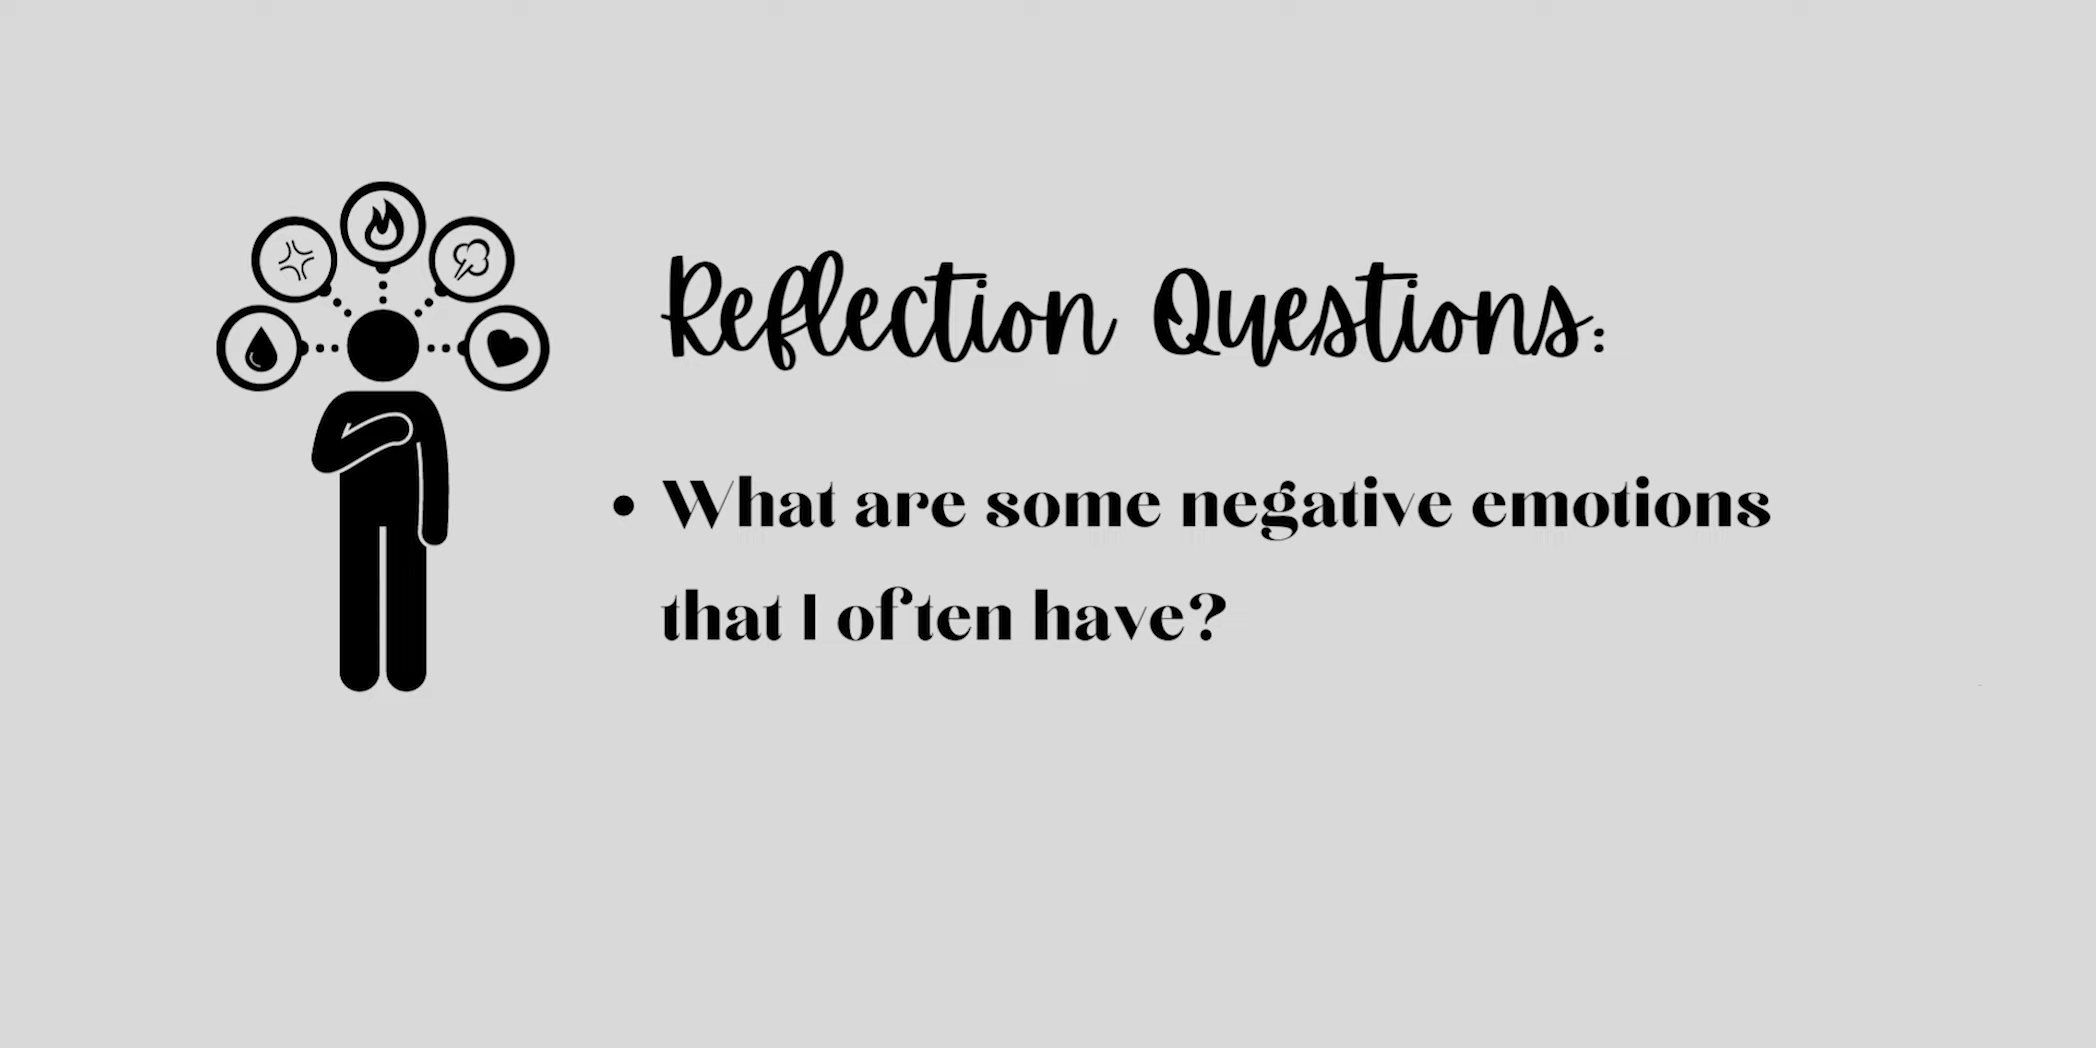 Reflection Questions:
• What are some negative emotions
that I often have?